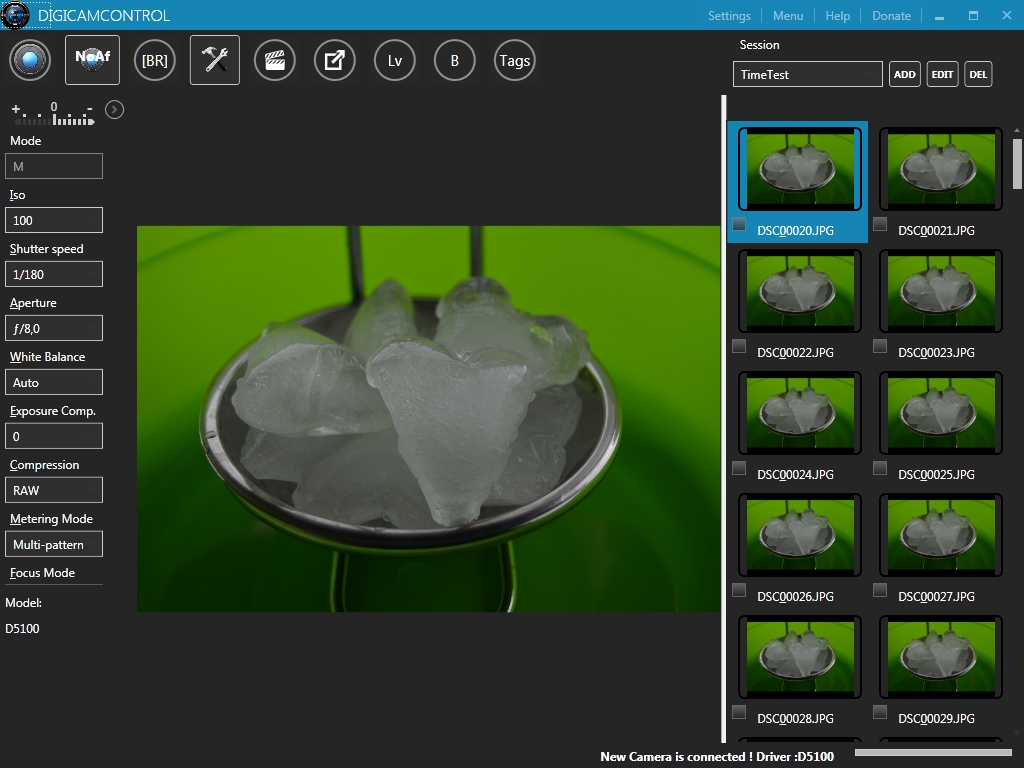 DIGICAMCONTROL
Settings
Menu
Help
Donate
NoAf
[BR]
Lv
B
Tags
Session
TimeTest
ADD
EDIT
DEL
+ 0 -
Mode
M
Iso
100
Shutter speed
1/180
Aperture
ƒ/8,0
White Balance
Auto
Exposure Comp.
0
Compression
RAW
Metering Mode
Multi-pattern
Focus Mode
Model:
D5100
DSC00020.JPG
DSC00021.JPG
DSC00022.JPG
DSC00023.JPG
DSC00024.JPG
DSC00025.JPG
DSC00026.JPG
DSC00027.JPG
DSC00028.JPG
DSC00029.JPG
New Camera is connected ! Driver :D5100